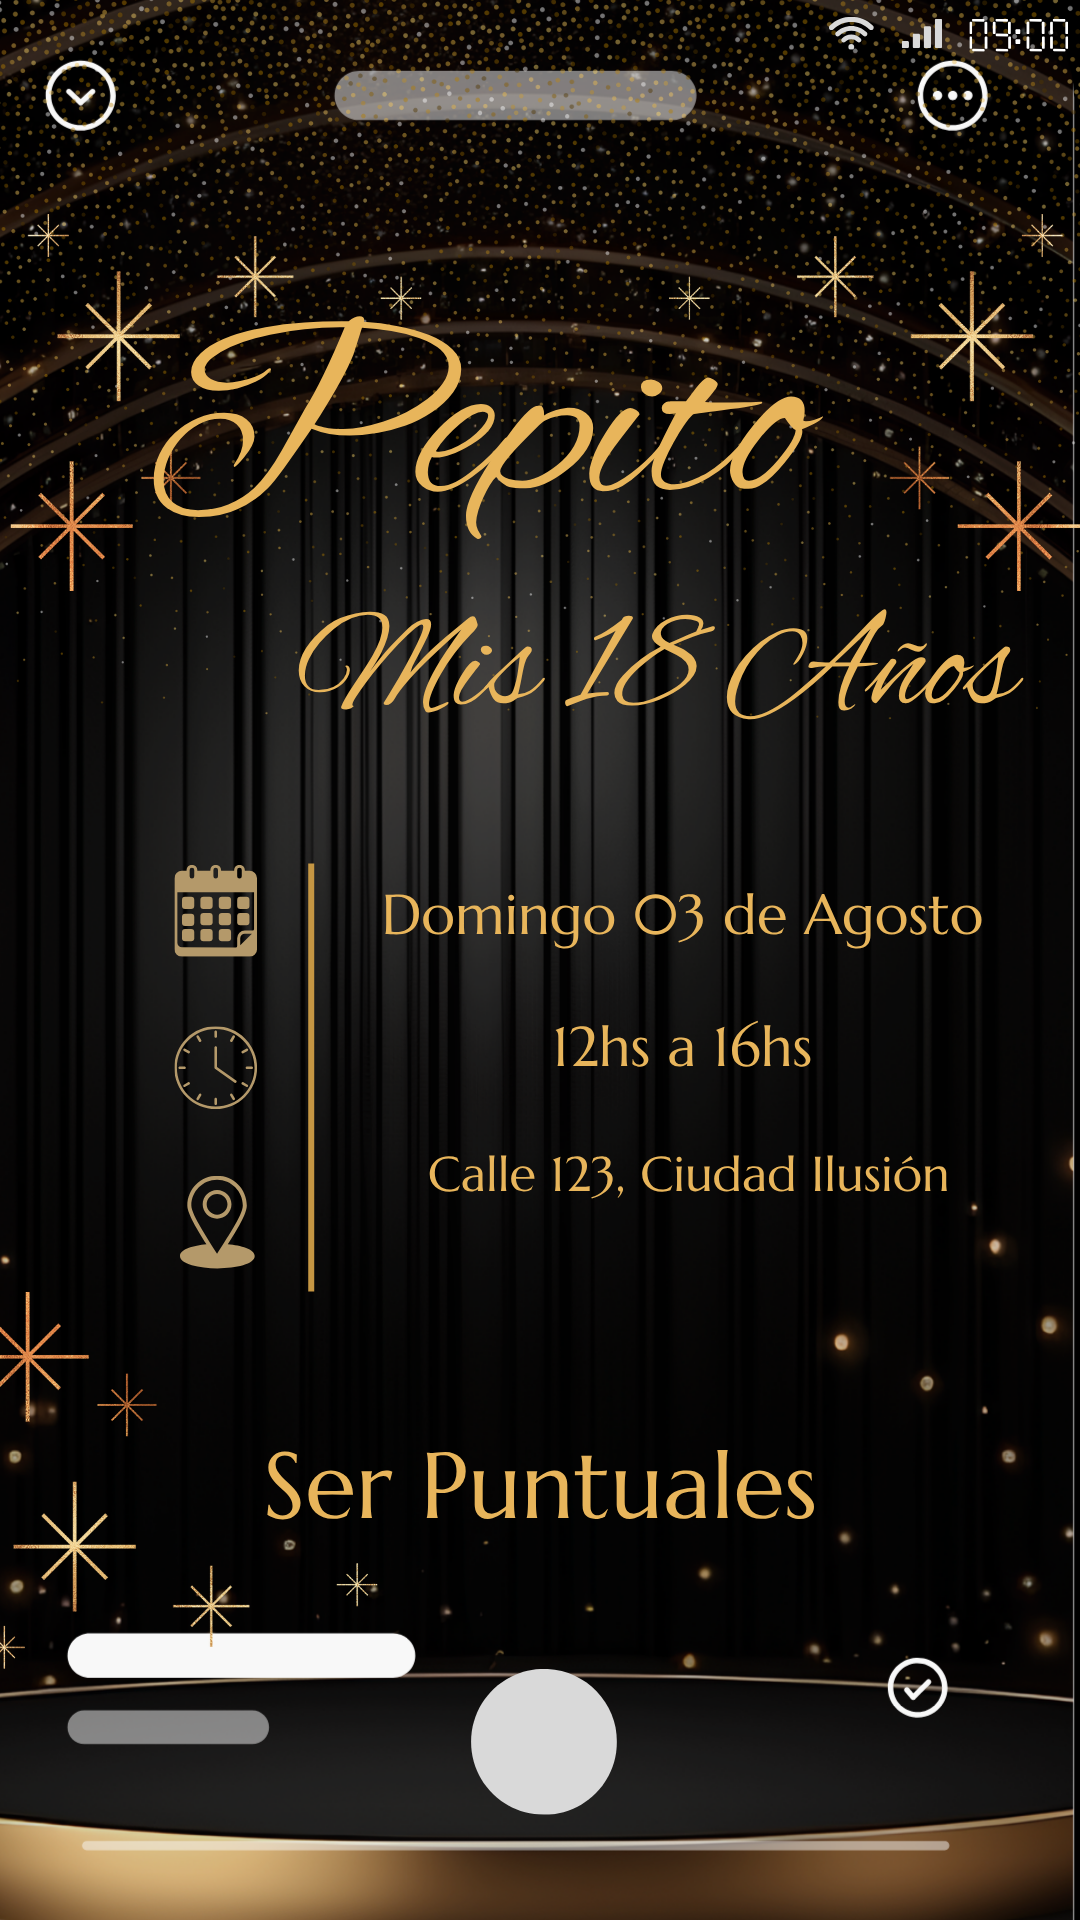 09:00
Pepito
Mis 18 Años
Domingo 03 de Agosto
12hs a 16hs
Calle 123, Ciudad Ilusión
Ser Puntuales